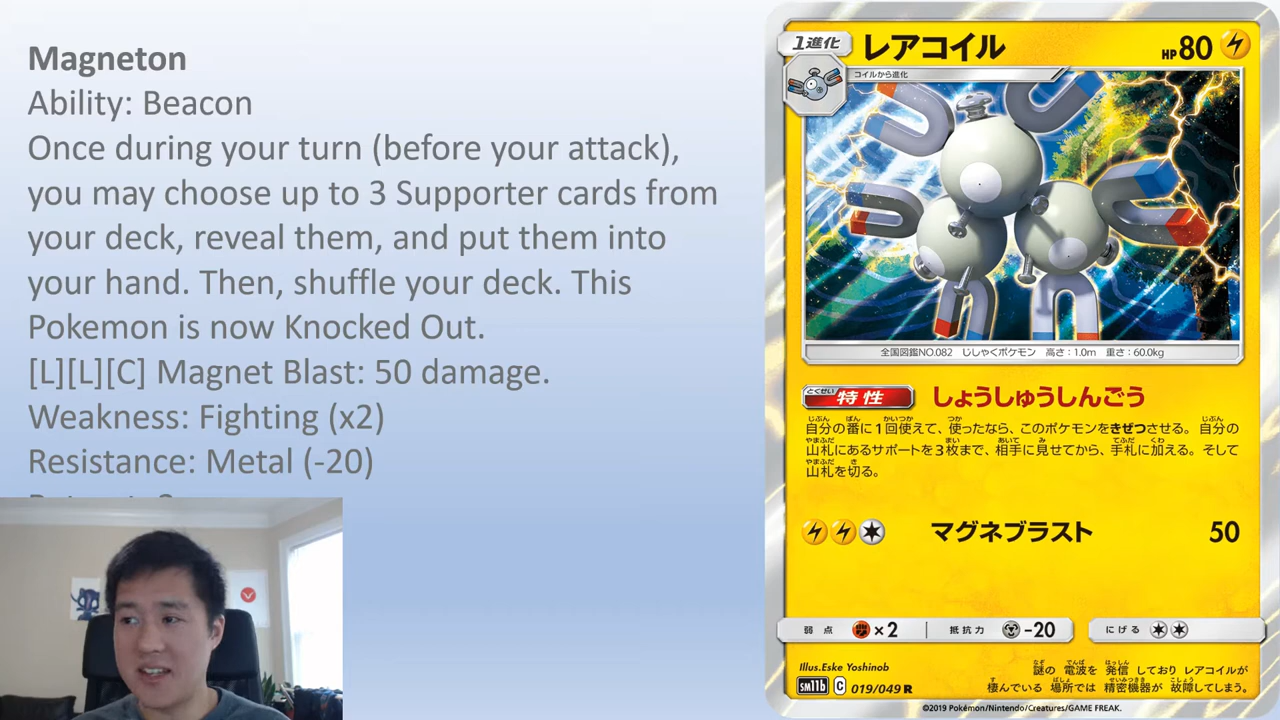 Magneton
Ability: Beacon
Once during your turn (before your attack),
you may choose up to 3 Supporter cards from
your deck, reveal them, and put them into
your hand. Then, shuffle your deck. This
Pokemon is now Knocked Out.
[L][L][C] Magnet Blast: 50 damage.
Weakness: Fighting (x2)
Resistance: Metal (-20)
1進化 レアコイル HP80
コイルから進化
全国図鑑NO.082 じしゃくポケモン 高さ:1.0m 重さ:60.0kg
特性 しょうしゅうしんごう
自分の番に1回使えて、使ったなら、このポケモンをきぜつさせる。自分の
山札にあるサポートを3枚まで、相手に見せてから、手札に加える。そして
山札を切る。
マグネブラスト 50
弱点 ×2 抵抗力 -20 にげる
Illus.Eske Yoshinob
謎の 電波を 発信 しており レアコイルが
sm11b C 019/049 R
棲んでいる 場所では 精密機器が 故障してしまう。
©2019 Pokémon/Nintendo/Creatures/GAME FREAK.